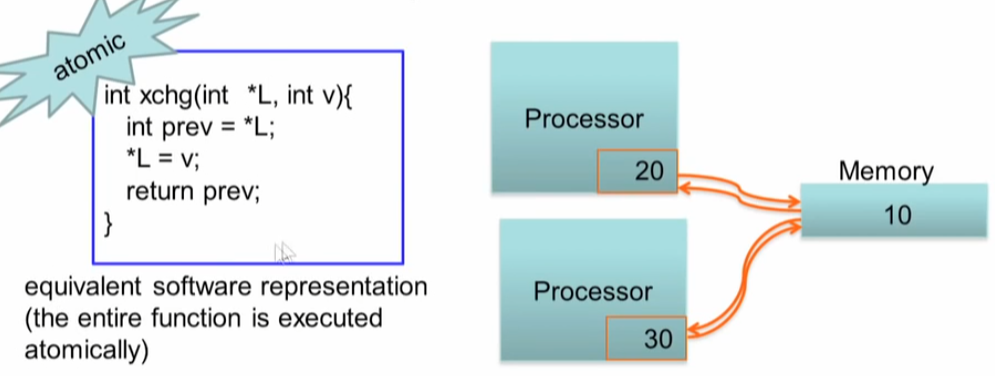 atomic
int xchg(int *L, int v){
int prev = *L;
*L = v;
return prev;
}
equivalent software representation
(the entire function is executed
atomically)
Processor
20
Memory
10
Processor
30